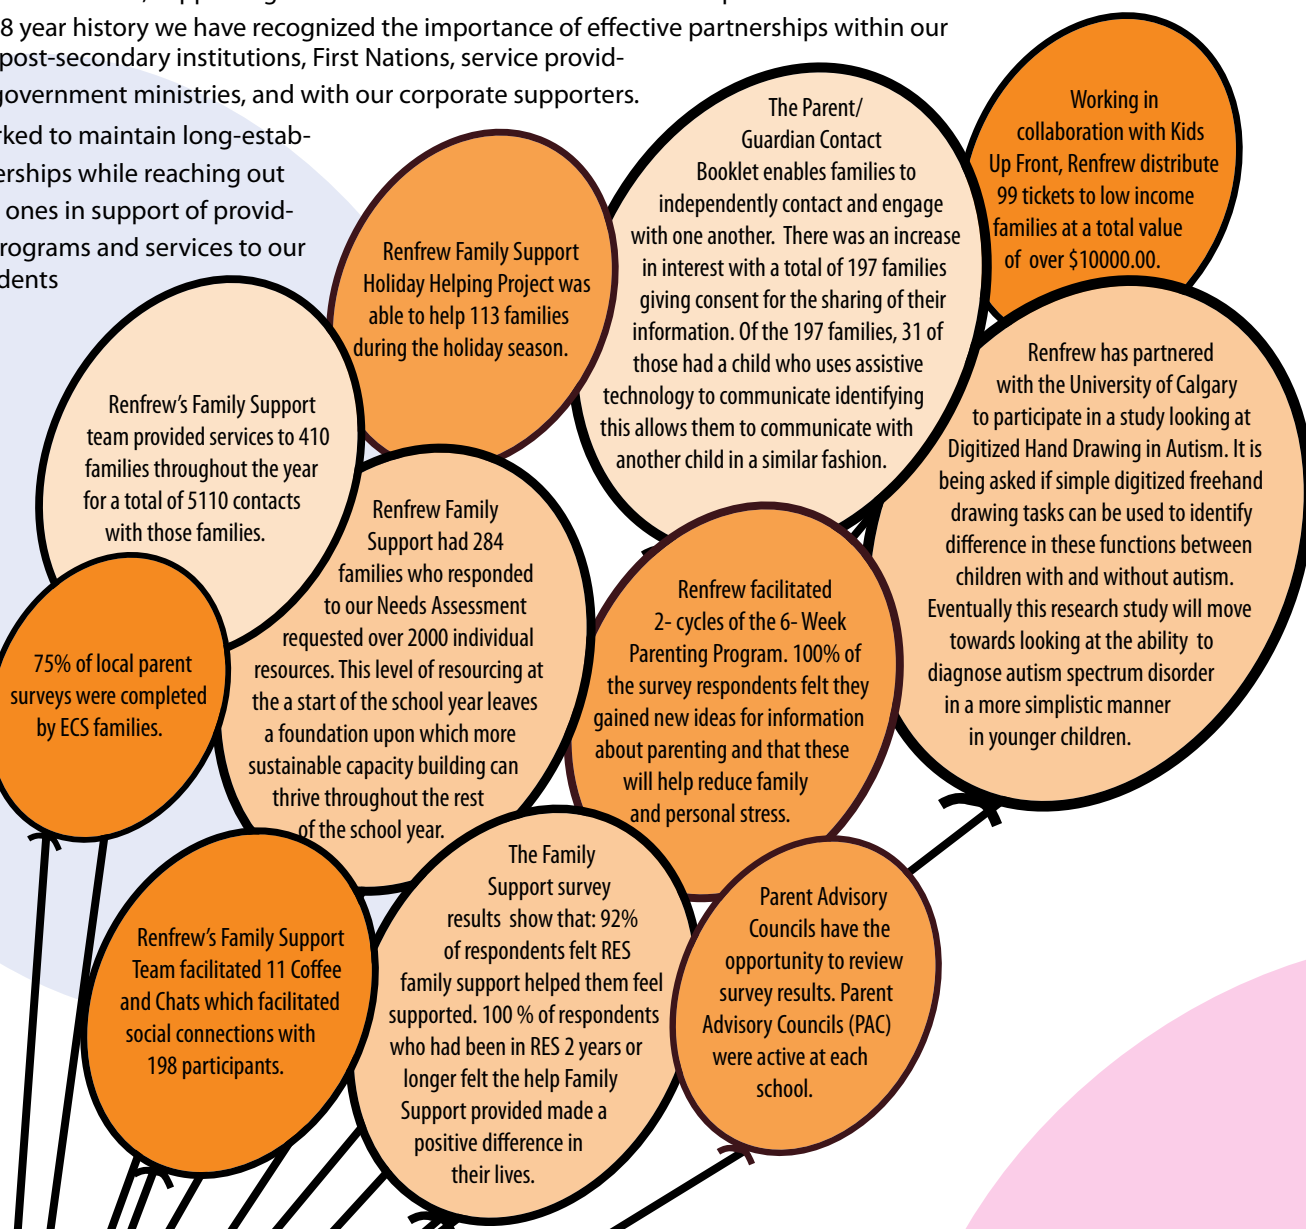 8 year history we have recognized the importance of effective partnerships within our
post-secondary institutions, First Nations, service provid-
government ministries, and with our corporate supporters.
ked to maintain long-estab-
erships while reaching out
ones in support of provid-
rograms and services to our
dents
The Parent/
Guardian Contact
Booklet enables families to
independently contact and engage
with one another. There was an increase
in interest with a total of 197 families
giving consent for the sharing of their
information. Of the 197 families, 31 of
those had a child who uses assistive
technology to communicate identifying
this allows them to communicate with
another child in a similar fashion.
Working in
collaboration with Kids
Up Front, Renfrew distribute
99 tickets to low income
families at a total value
of over $10000.00.
Renfrew Family Support
Holiday Helping Project was
able to help 113 families
during the holiday season.
Renfrew has partnered
with the University of Calgary
to participate in a study looking at
Digitized Hand Drawing in Autism. It is
being asked if simple digitized freehand
drawing tasks can be used to identify
difference in these functions between
children with and without autism.
Eventually this research study will move
towards looking at the ability to
diagnose autism spectrum disorder
in a more simplistic manner
in younger children.
Renfrew's Family Support
team provided services to 410
families throughout the year
for a total of 5110 contacts
with those families.
Renfrew Family
Support had 284
families who responded
to our Needs Assessment
requested over 2000 individual
resources. This level of resourcing at
the a start of the school year leaves
a foundation upon which more
sustainable capacity building can
thrive throughout the rest
of the school year.
Renfrew facilitated
2- cycles of the 6- Week
Parenting Program. 100% of
the survey respondents felt they
gained new ideas for information
about parenting and that these
will help reduce family
and personal stress.
75% of local parent
surveys were completed
by ECS families.
The Family
Support survey
results show that: 92%
of respondents felt RES
family support helped them feel
supported. 100 % of respondents
who had been in RES 2 years or
longer felt the help Family
Support provided made a
positive difference in
their lives.
Parent Advisory
Councils have the
opportunity to review
survey results. Parent
Advisory Councils (PAC)
were active at each
school.
Renfrew's Family Support
Team facilitated 11 Coffee
and Chats which facilitated
social connections with
198 participants.